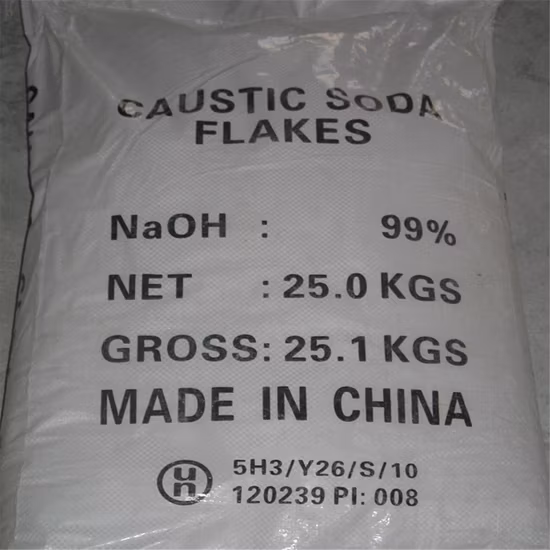 CAUSTIC SODA
FLAKES
NaOH : 99%
NET : 25.0 KGS
GROSS: 25.1 KGS
MADE IN CHINA
un 5H3/Y26/S/10
120239 PI: 008